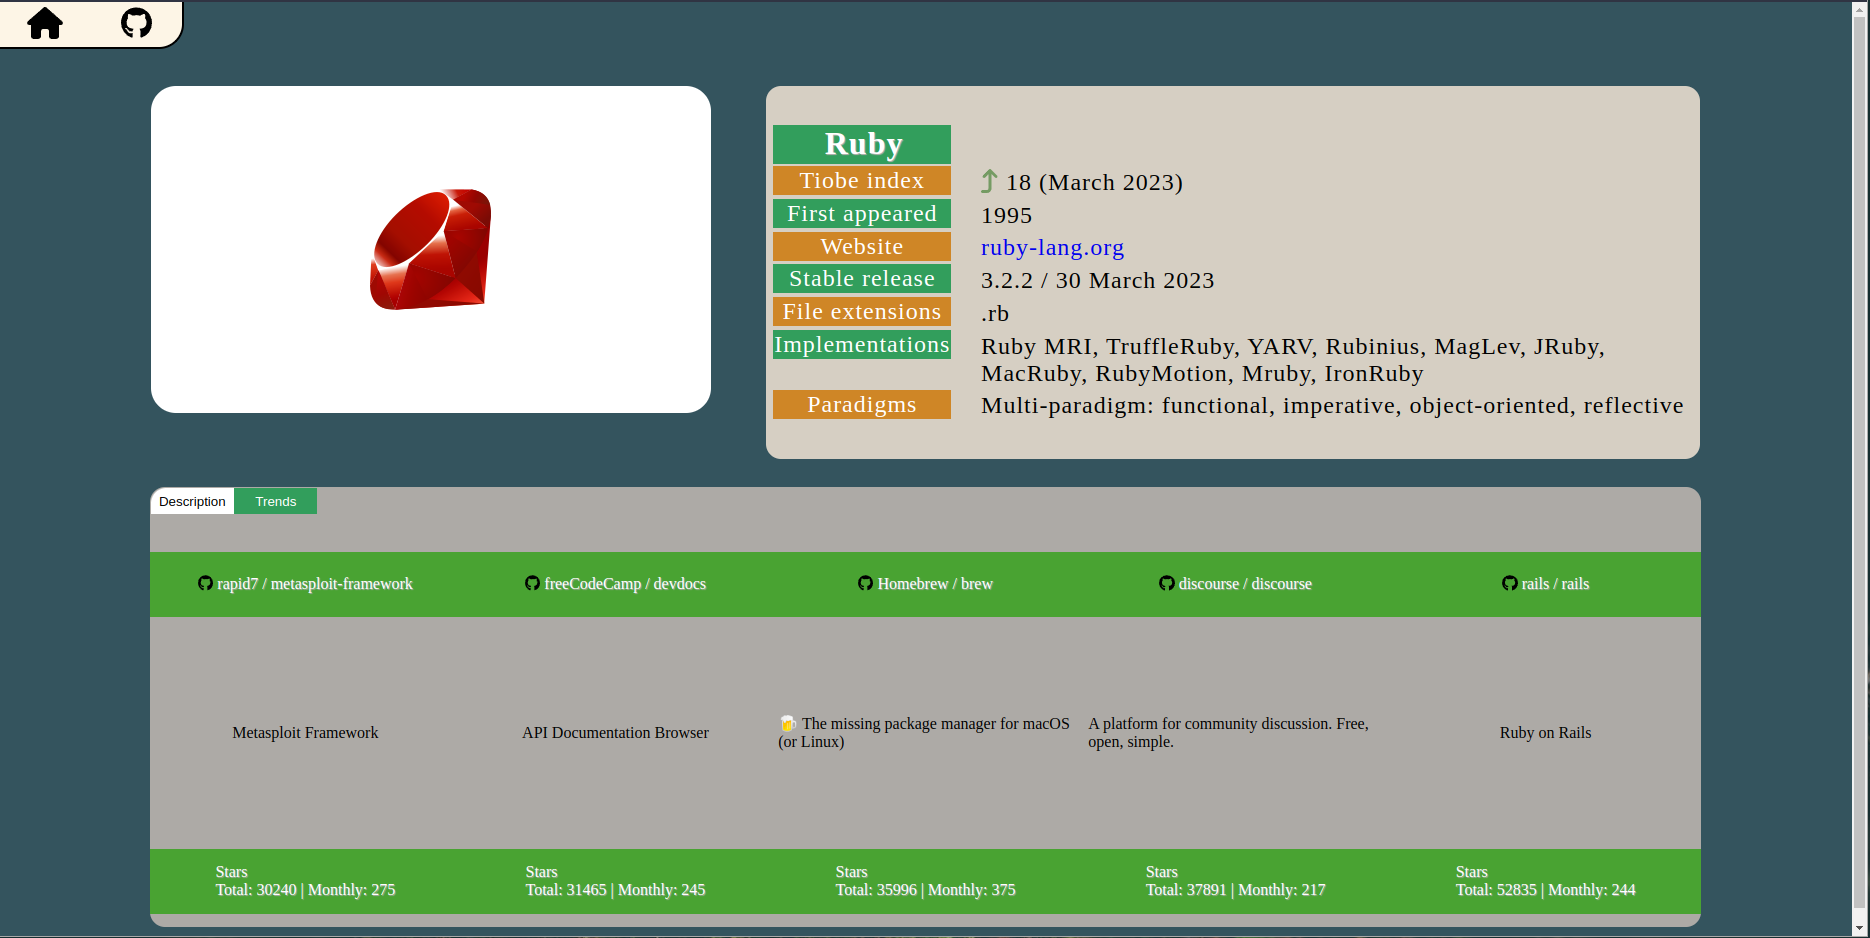 Ruby
Tiobe index
18 (March 2023)
First appeared
1995
Website
ruby-lang.org
Stable release
3.2.2 / 30 March 2023
File extensions
.rb
Implementations
Ruby MRI, TruffleRuby, YARV, Rubinius, MagLev, JRuby,
MacRuby, RubyMotion, Mruby, IronRuby
Paradigms
Multi-paradigm: functional, imperative, object-oriented, reflective
Description
Trends
rapid7 / metasploit-framework
freeCodeCamp / devdocs
Homebrew / brew
discourse / discourse
rails / rails
Metasploit Framework
API Documentation Browser
🍺 The missing package manager for macOS
(or Linux)
A platform for community discussion. Free,
open, simple.
Ruby on Rails
Stars
Total: 30240 | Monthly: 275
Stars
Total: 31465 | Monthly: 245
Stars
Total: 35996 | Monthly: 375
Stars
Total: 37891 | Monthly: 217
Stars
Total: 52835 | Monthly: 244